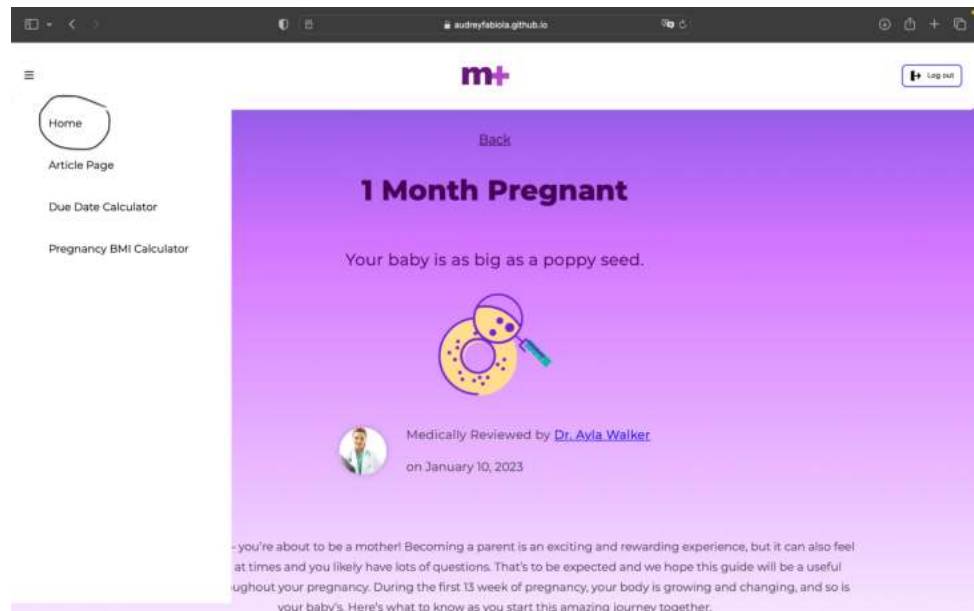 audreyfabiola.github.io
m+
Log out
Home
Article Page
Due Date Calculator
Pregnancy BMI Calculator
Back
1 Month Pregnant
Your baby is as big as a poppy seed.
Medically Reviewed by Dr. Ayla Walker
on January 10, 2023
- you're about to be a mother! Becoming a parent is an exciting and rewarding experience, but it can also feel
at times and you likely have lots of questions. That's to be expected and we hope this guide will be a useful
ughout your pregnancy. During the first 13 week of pregnancy, your body is growing and changing, and so is
your baby's. Here's what to know as you start this amazing journey together.